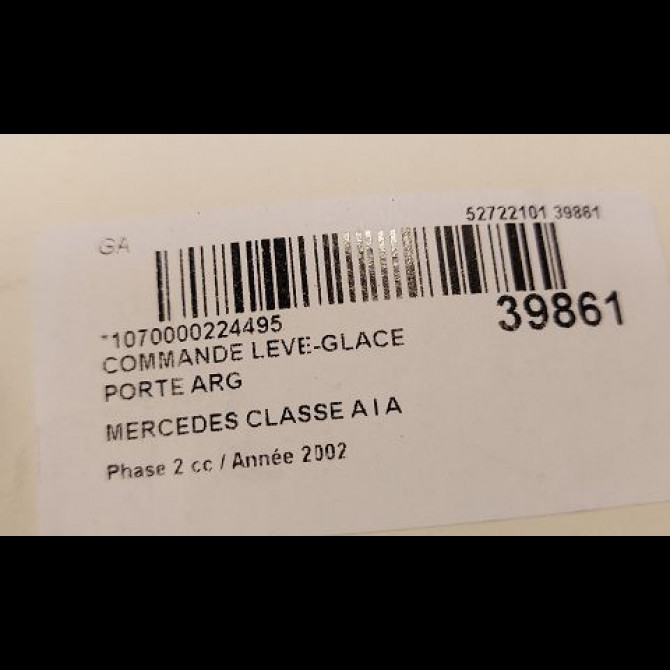 52722101 39861
GA
39861
*1070000224495
COMMANDE LEVE-GLACE
PORTE ARG
MERCEDES CLASSE A I A
Phase 2 cc / Année 2002